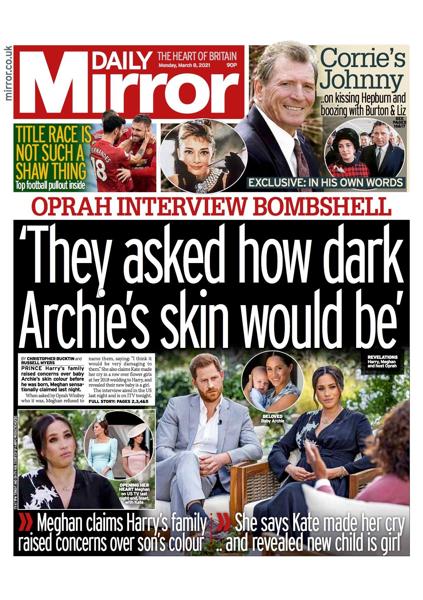 mirror.co.uk
DAILY
Mirror
THE HEART OF BRITAIN
Monday, March 8, 2021
90P
Corrie's
Johnny
..on kissing Hepburn and
boozing with Burton & Liz
SEE
PAGES
16&17
EXCLUSIVE: IN HIS OWN WORDS
TITLE RACE IS
NOT SUCH A
SHAW THING
Top football pullout inside
18
OPRAH INTERVIEW BOMBSHELL
'They asked how dark
Archie's skin would be'
BY CHRISTOPHER BUCKTIN and
RUSSELL MYERS
PRINCE Harry's family
raised concerns over baby
Archie's skin colour before
he was born, Meghan sensa-
tionally claimed last night.
When asked by Oprah Winfrey
who it was, Meghan refused to
name them, saying: "I think it
would be very damaging to
them." She also claims Kate made
her cry in a row over flower girls
at her 2018 wedding to Harry, and
revealed their new baby is a girl.
The interview aired in the US
last night and is on ITV tonight.
FULL STORY: PAGES 2,3,4&5
REVELATIONS
Harry, Meghan
and host Oprah
BELOVED
Baby Archie
OPENING HER
HEART Meghan
on US TV last
night and, inset,
with Kate
Meghan claims Harry's family
raised concerns over son's colour
She says Kate made her cry
.. and revealed new child is girl